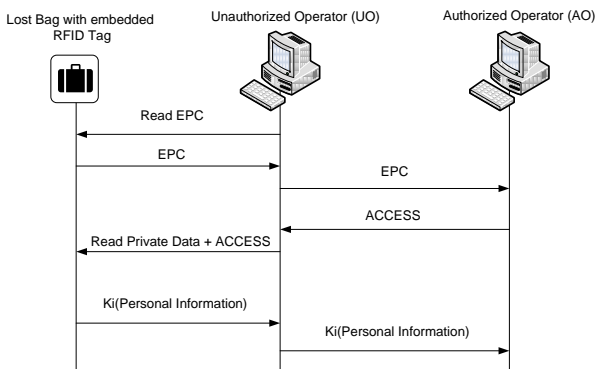 Lost Bag with embedded
RFID Tag
Unauthorized Operator (UO)
Authorized Operator (AO)
Read EPC
EPC
EPC
ACCESS
Read Private Data + ACCESS
Ki(Personal Information)
Ki(Personal Information)